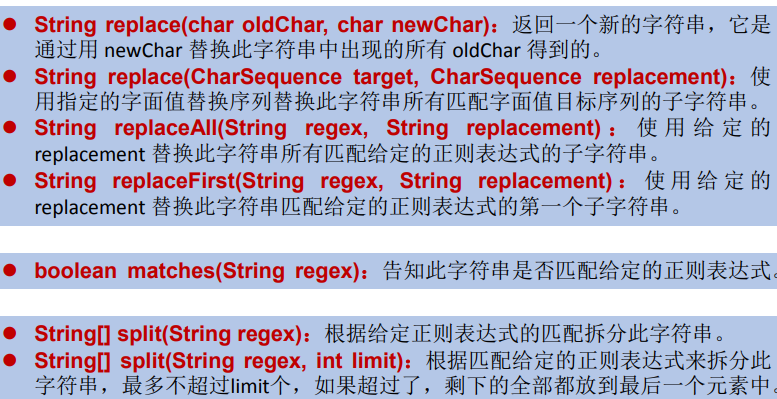 ● String replace(char oldChar, char newChar)：返回一个新的字符串，它是
通过用 newChar 替换此字符串中出现的所有 oldChar 得到的。
● String replace(CharSequence target, CharSequence replacement)：使
用指定的字面值替换序列替换此字符串所有匹配字面值目标序列的子字符串。
● String replaceAll(String regex, String replacement)：使用给定的
replacement 替换此字符串所有匹配给定的正则表达式的子字符串。
● String replaceFirst(String regex, String replacement)：使用给定的
replacement 替换此字符串匹配给定的正则表达式的第一个子字符串。
● boolean matches(String regex)：告知此字符串是否匹配给定的正则表达式。
● String[] split(String regex)：根据给定正则表达式的匹配拆分此字符串。
● String[] split(String regex, int limit)：根据匹配给定的正则表达式来拆分此
字符串，最多不超过limit个，如果超过了，剩下的全部都放到最后一个元素中。